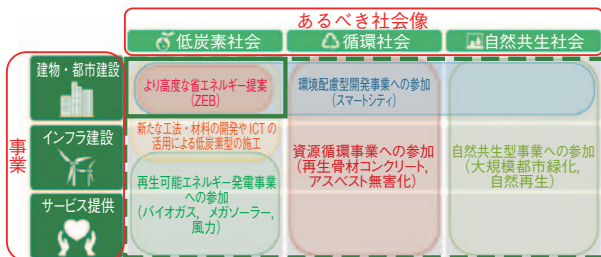 あるべき社会像
低炭素社会
循環社会
自然共生社会
事業
建物・都市建設
より高度な省エネルギー提案
(ZEB)
環境配慮型開発事業への参加
(スマートシティ)
インフラ建設
新たな工法・材料の開発やICTの
活用による低炭素型の施工
資源循環事業への参加
(再生骨材コンクリート,
アスベスト無害化)
自然共生型事業への参加
(大規模都市緑化,
自然再生)
サービス提供
再生可能エネルギー発電事業
への参加
(バイオガス, メガソーラー,
風力)